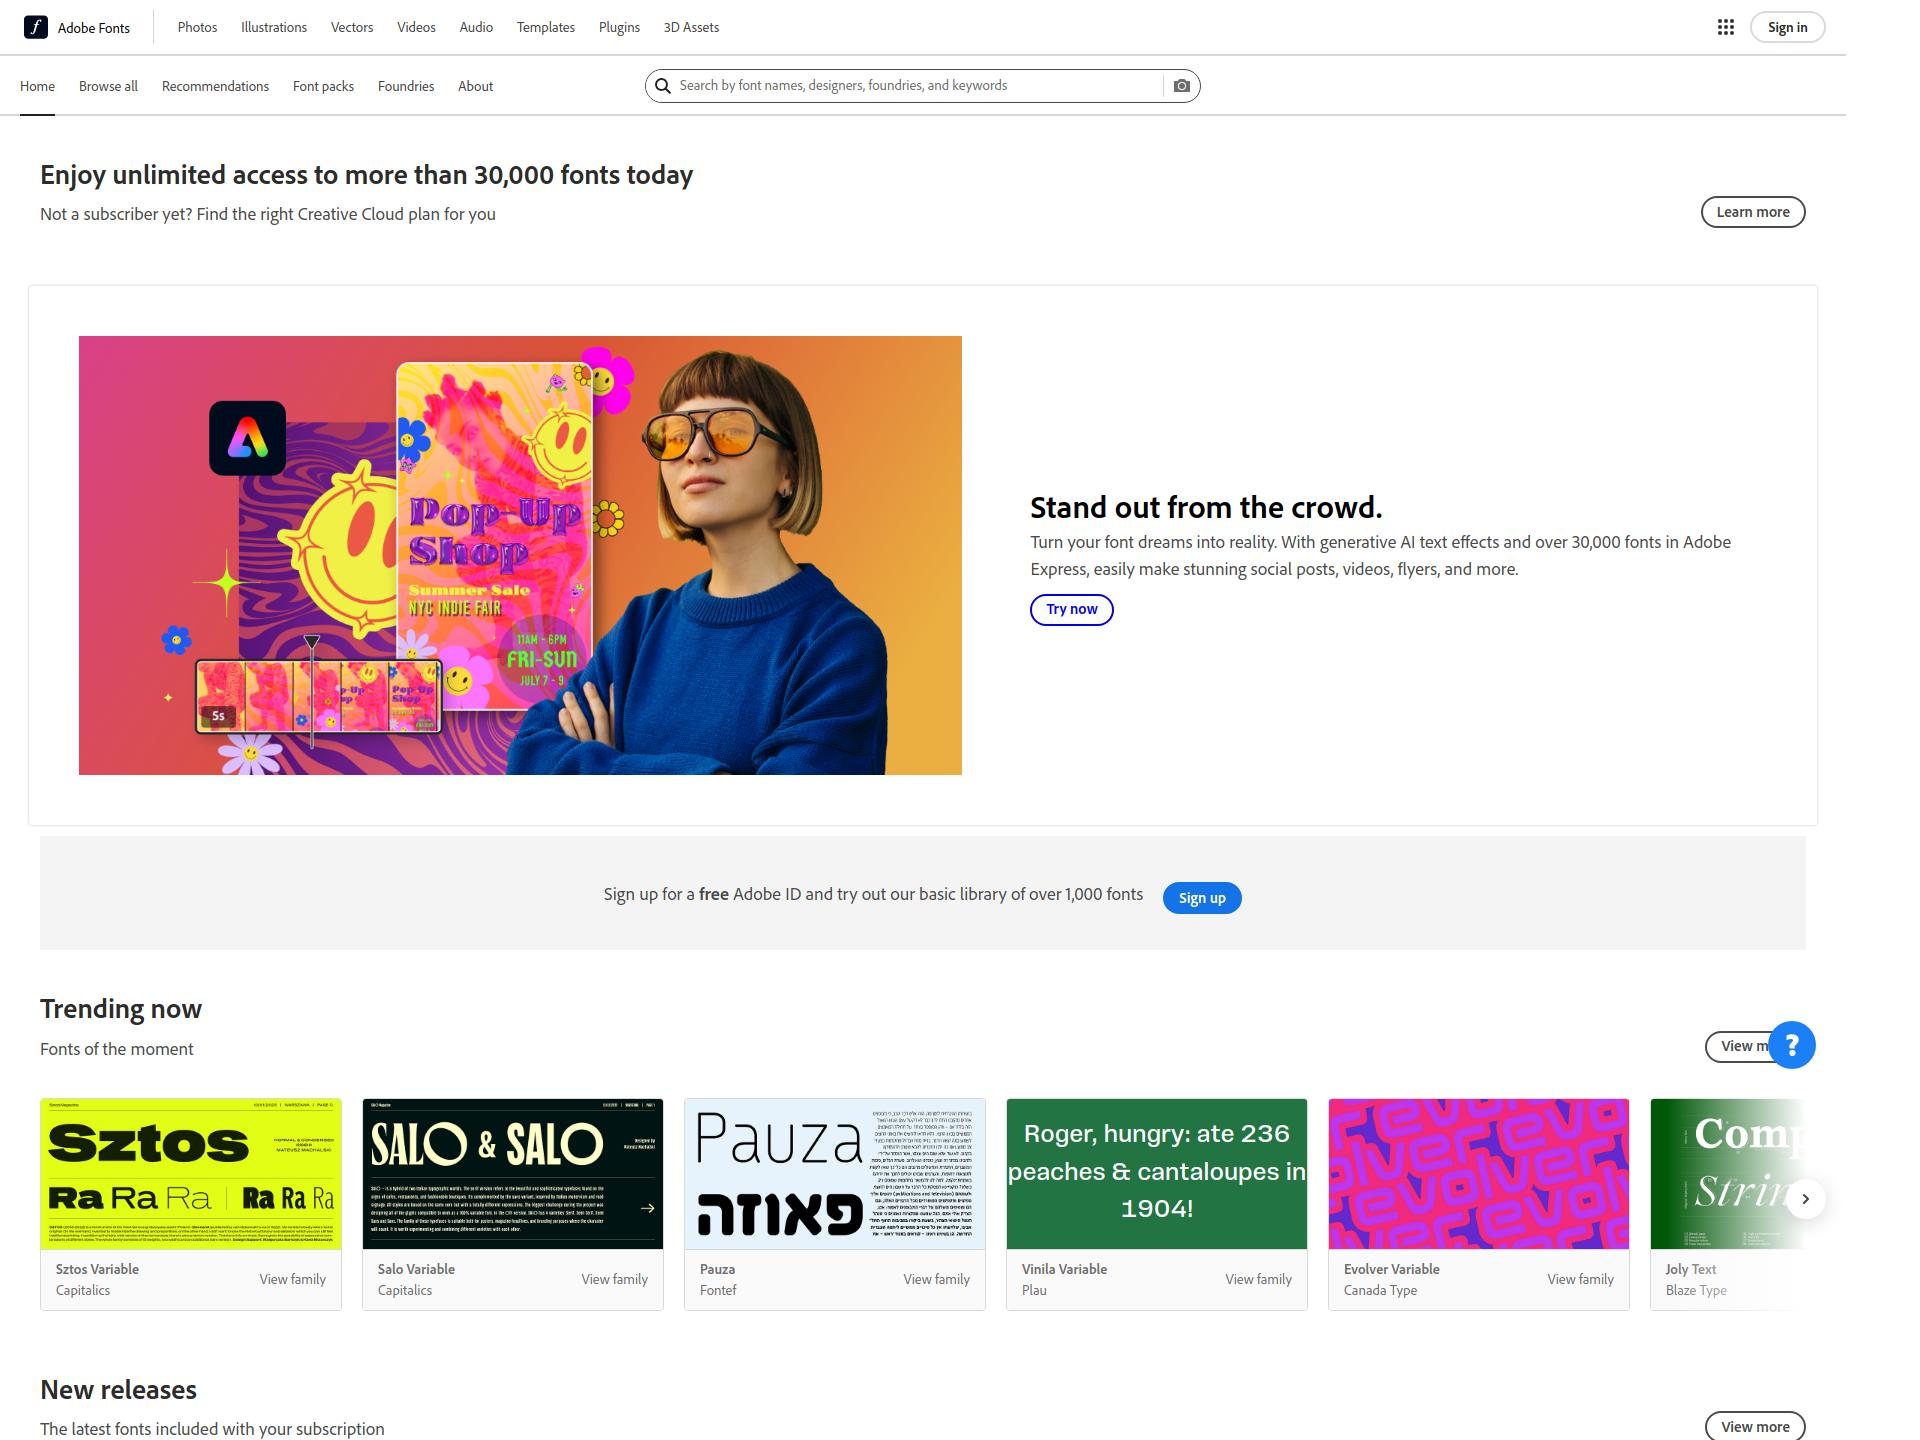 Adobe Fonts
Photos
Illustrations
Vectors
Videos
Audio
Templates
Plugins
3D Assets
Sign in
Home
Browse all
Recommendations
Font packs
Foundries
About
Search by font names, designers, foundries, and keywords
Enjoy unlimited access to more than 30,000 fonts today
Not a subscriber yet? Find the right Creative Cloud plan for you
Learn more
Pop-Up
Shop
Summer Sale
NYC INDIE FAIR
11AM - 6PM
FRI-SUN
JULY 7 - 9
5s
Stand out from the crowd.
Turn your font dreams into reality. With generative AI text effects and over 30,000 fonts in Adobe
Express, easily make stunning social posts, videos, flyers, and more.
Try now
Sign up for a free Adobe ID and try out our basic library of over 1,000 fonts
Sign up
Trending now
Fonts of the moment
View m
?
Sztos
Ra Ra Ra
Ra Ra Ra
SALO & SALO
Pauza
פאוזה
Roger, hungry: ate 236
peaches & cantaloupes in
1904!
evolver
Comp
Strin
Sztos Variable
Capitalics
View family
Salo Variable
Capitalics
View family
Pauza
Fontef
View family
Vinila Variable
Plau
View family
Evolver Variable
Canada Type
View family
Joly Text
Blaze Type
New releases
The latest fonts included with your subscription
View more